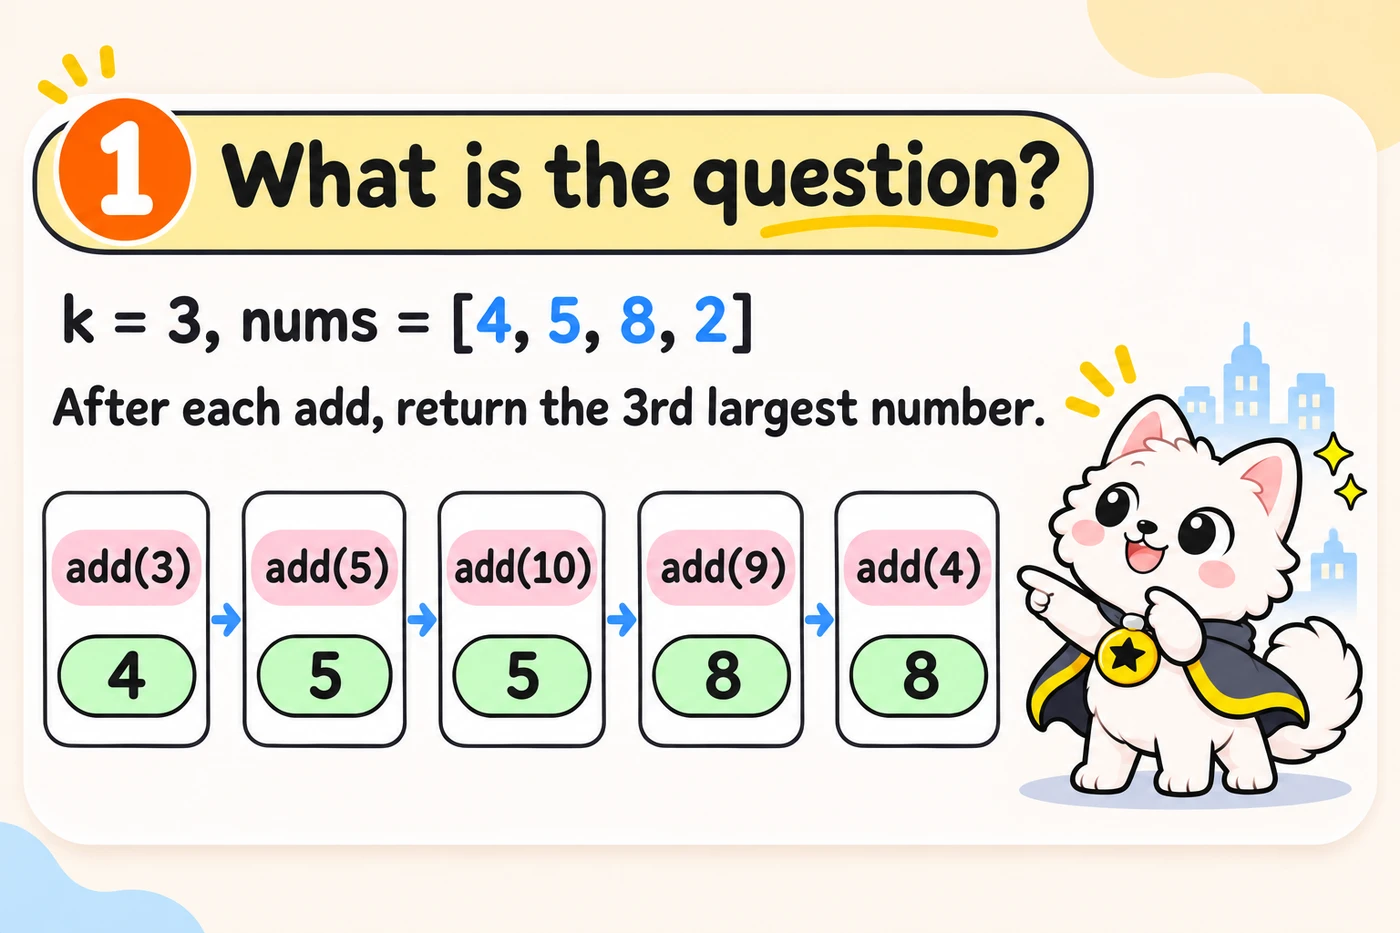 1 What is the question?
k = 3, nums = [4, 5, 8, 2]
After each add, return the 3rd largest number.
add(3) add(5) add(10) add(9) add(4)
4 5 5 8 8